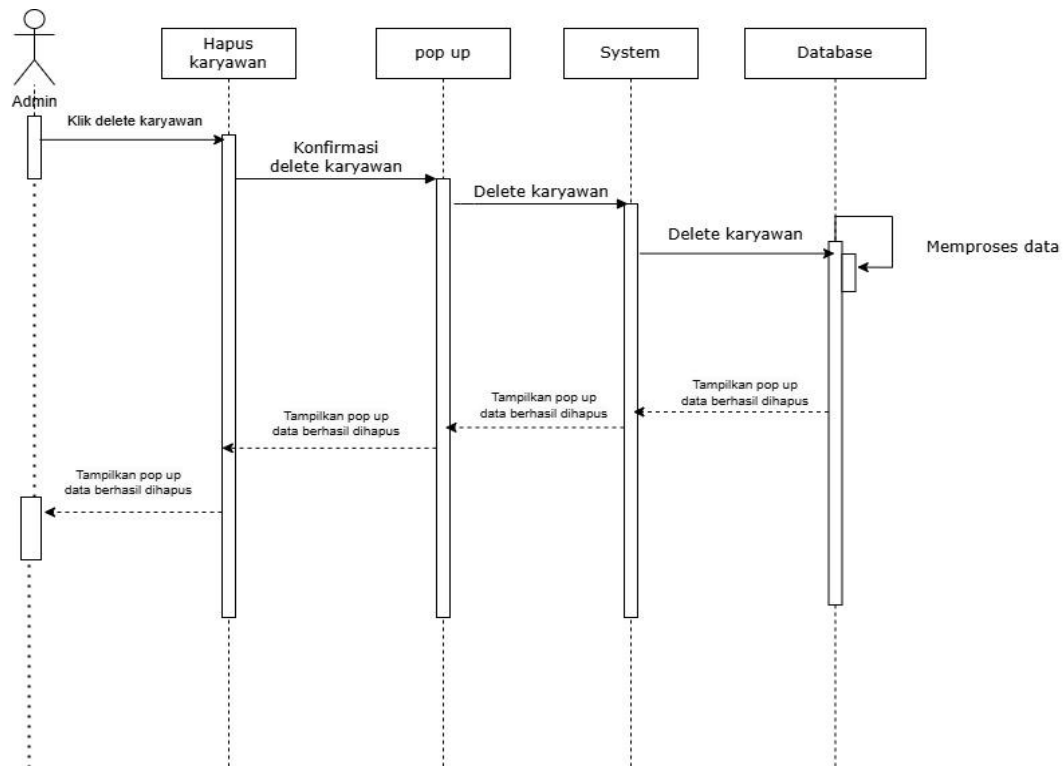 Hapus
karyawan
pop up
System
Database
Admin
Klik delete karyawan
Konfirmasi
delete karyawan
Delete karyawan
Delete karyawan
Memproses data
Tampilkan pop up
data berhasil dihapus
Tampilkan pop up
data berhasil dihapus
Tampilkan pop up
data berhasil dihapus
Tampilkan pop up
data berhasil dihapus